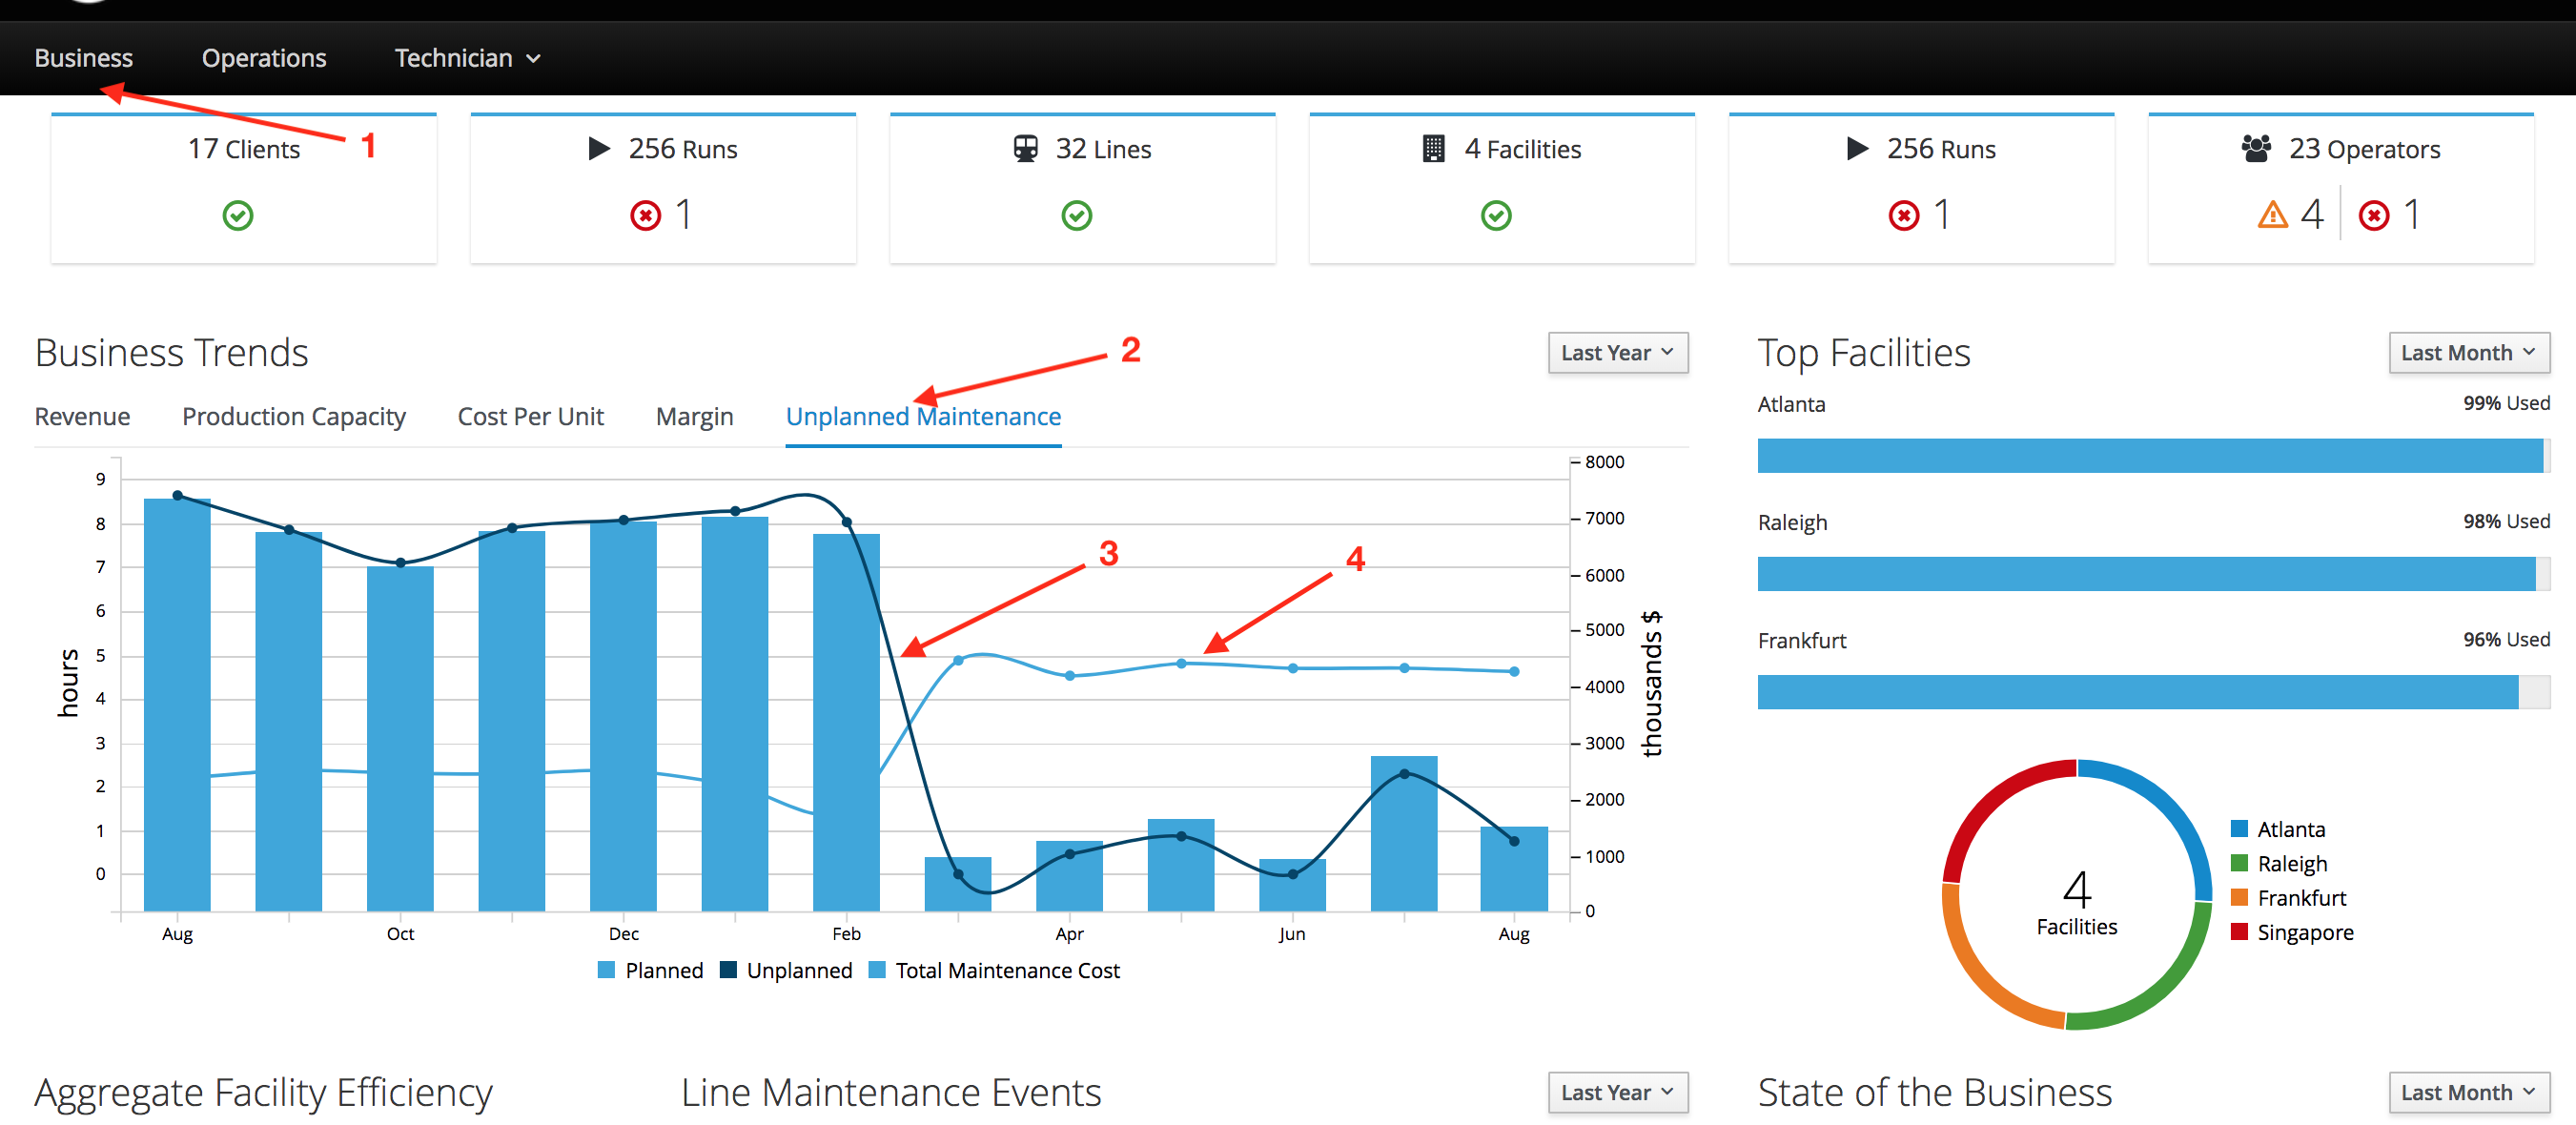 Business Operations Technician
1
17 Clients
256 Runs
1
32 Lines
4 Facilities
256 Runs
1
23 Operators
4 1
Business Trends
Last Year
2
Revenue Production Capacity Cost Per Unit Margin Unplanned Maintenance
9
8
7
6
5
4
3
2
1
0
hours
3
4
8000
7000
6000
5000
4000
3000
2000
1000
0
thousands $
Aug Oct Dec Feb Apr Jun Aug
Planned Unplanned Total Maintenance Cost
Top Facilities
Last Month
Atlanta 99% Used
Raleigh 98% Used
Frankfurt 96% Used
4
Facilities
Atlanta
Raleigh
Frankfurt
Singapore
Aggregate Facility Efficiency
Line Maintenance Events
Last Year
State of the Business
Last Month